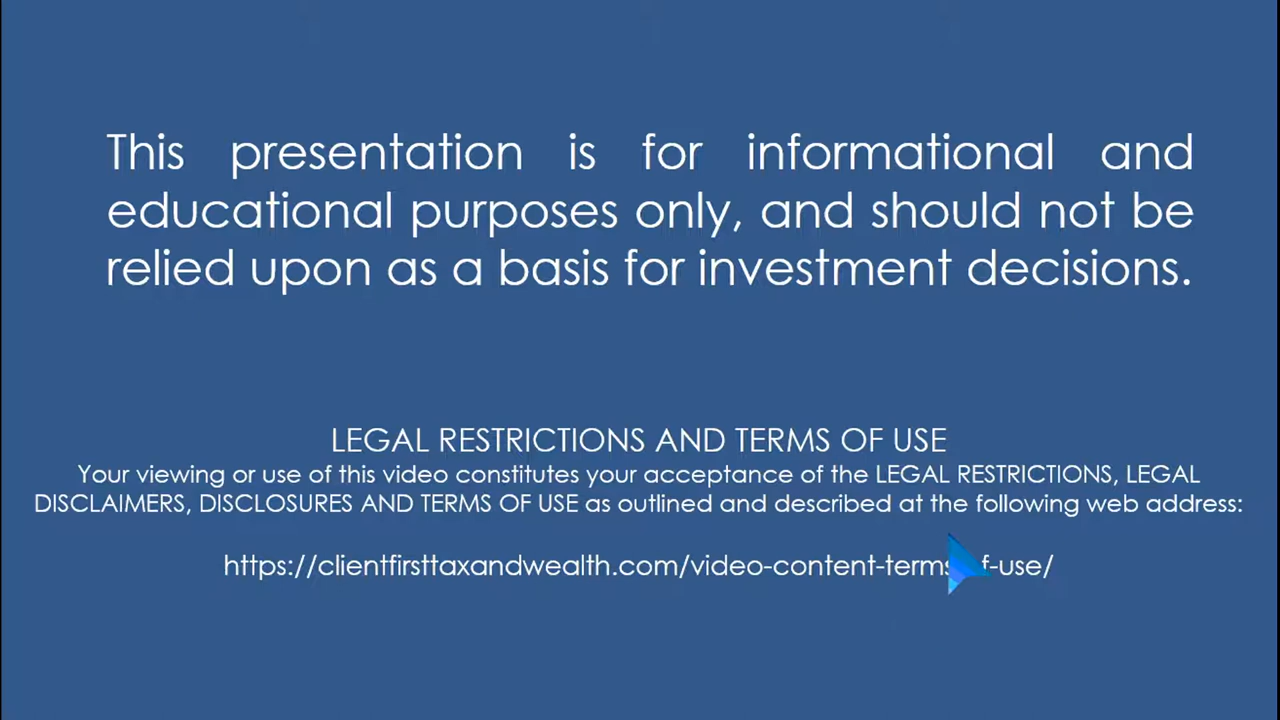 This presentation is for informational and
educational purposes only, and should not be
relied upon as a basis for investment decisions.
LEGAL RESTRICTIONS AND TERMS OF USE
Your viewing or use of this video constitutes your acceptance of the LEGAL RESTRICTIONS, LEGAL
DISCLAIMERS, DISCLOSURES AND TERMS OF USE as outlined and described at the following web address:
https://clientfirsttaxandwealth.com/video-content-terms-of-use/